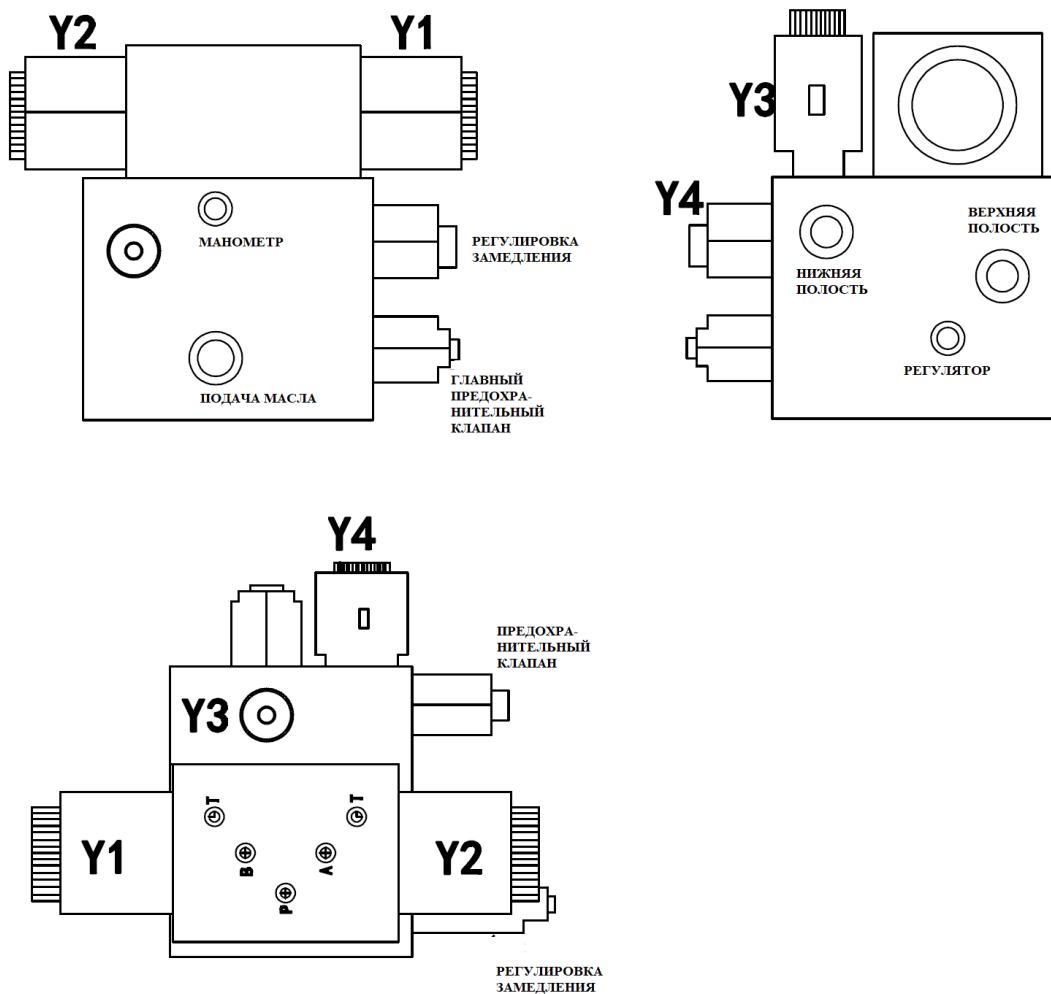 Y2
Y1
МАНОМЕТР
РЕГУЛИРОВКА
ЗАМЕДЛЕНИЯ
ПОДАЧА МАСЛА
ГЛАВНЫЙ
ПРЕДОХРА-
НИТЕЛЬНЫЙ
КЛАПАН
Y3
Y4
ВЕРХНЯЯ
ПОЛОСТЬ
НИЖНЯЯ
ПОЛОСТЬ
РЕГУЛЯТОР
Y4
ПРЕДОХРА-
НИТЕЛЬНЫЙ
КЛАПАН
Y3
T
T
Y1
B
A
Y2
P
РЕГУЛИРОВКА
ЗАМЕДЛЕНИЯ